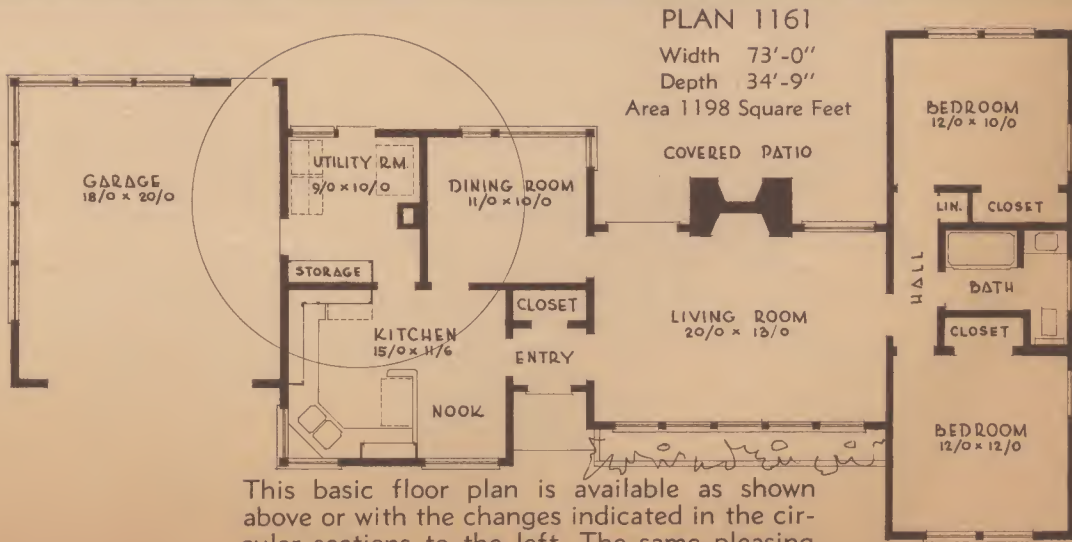 PLAN 1161
Width 73'-0"
Depth 34'-9"
Area 1198 Square Feet
COVERED PATIO
GARAGE
18/0 x 20/0
UTILITY RM.
9/0 x 10/0
DINING ROOM
11/0 x 10/0
STORAGE
KITCHEN
15/0 x 11/6
NOOK
CLOSET
ENTRY
LIVING ROOM
20/0 x 13/0
BEDROOM
12/0 x 10/0
LIN.
CLOSET
HALL
BATH
CLOSET
BEDROOM
12/0 x 12/0
This basic floor plan is available as shown
above or with the changes indicated in the cir-
cular sections to the left. The same pleasing